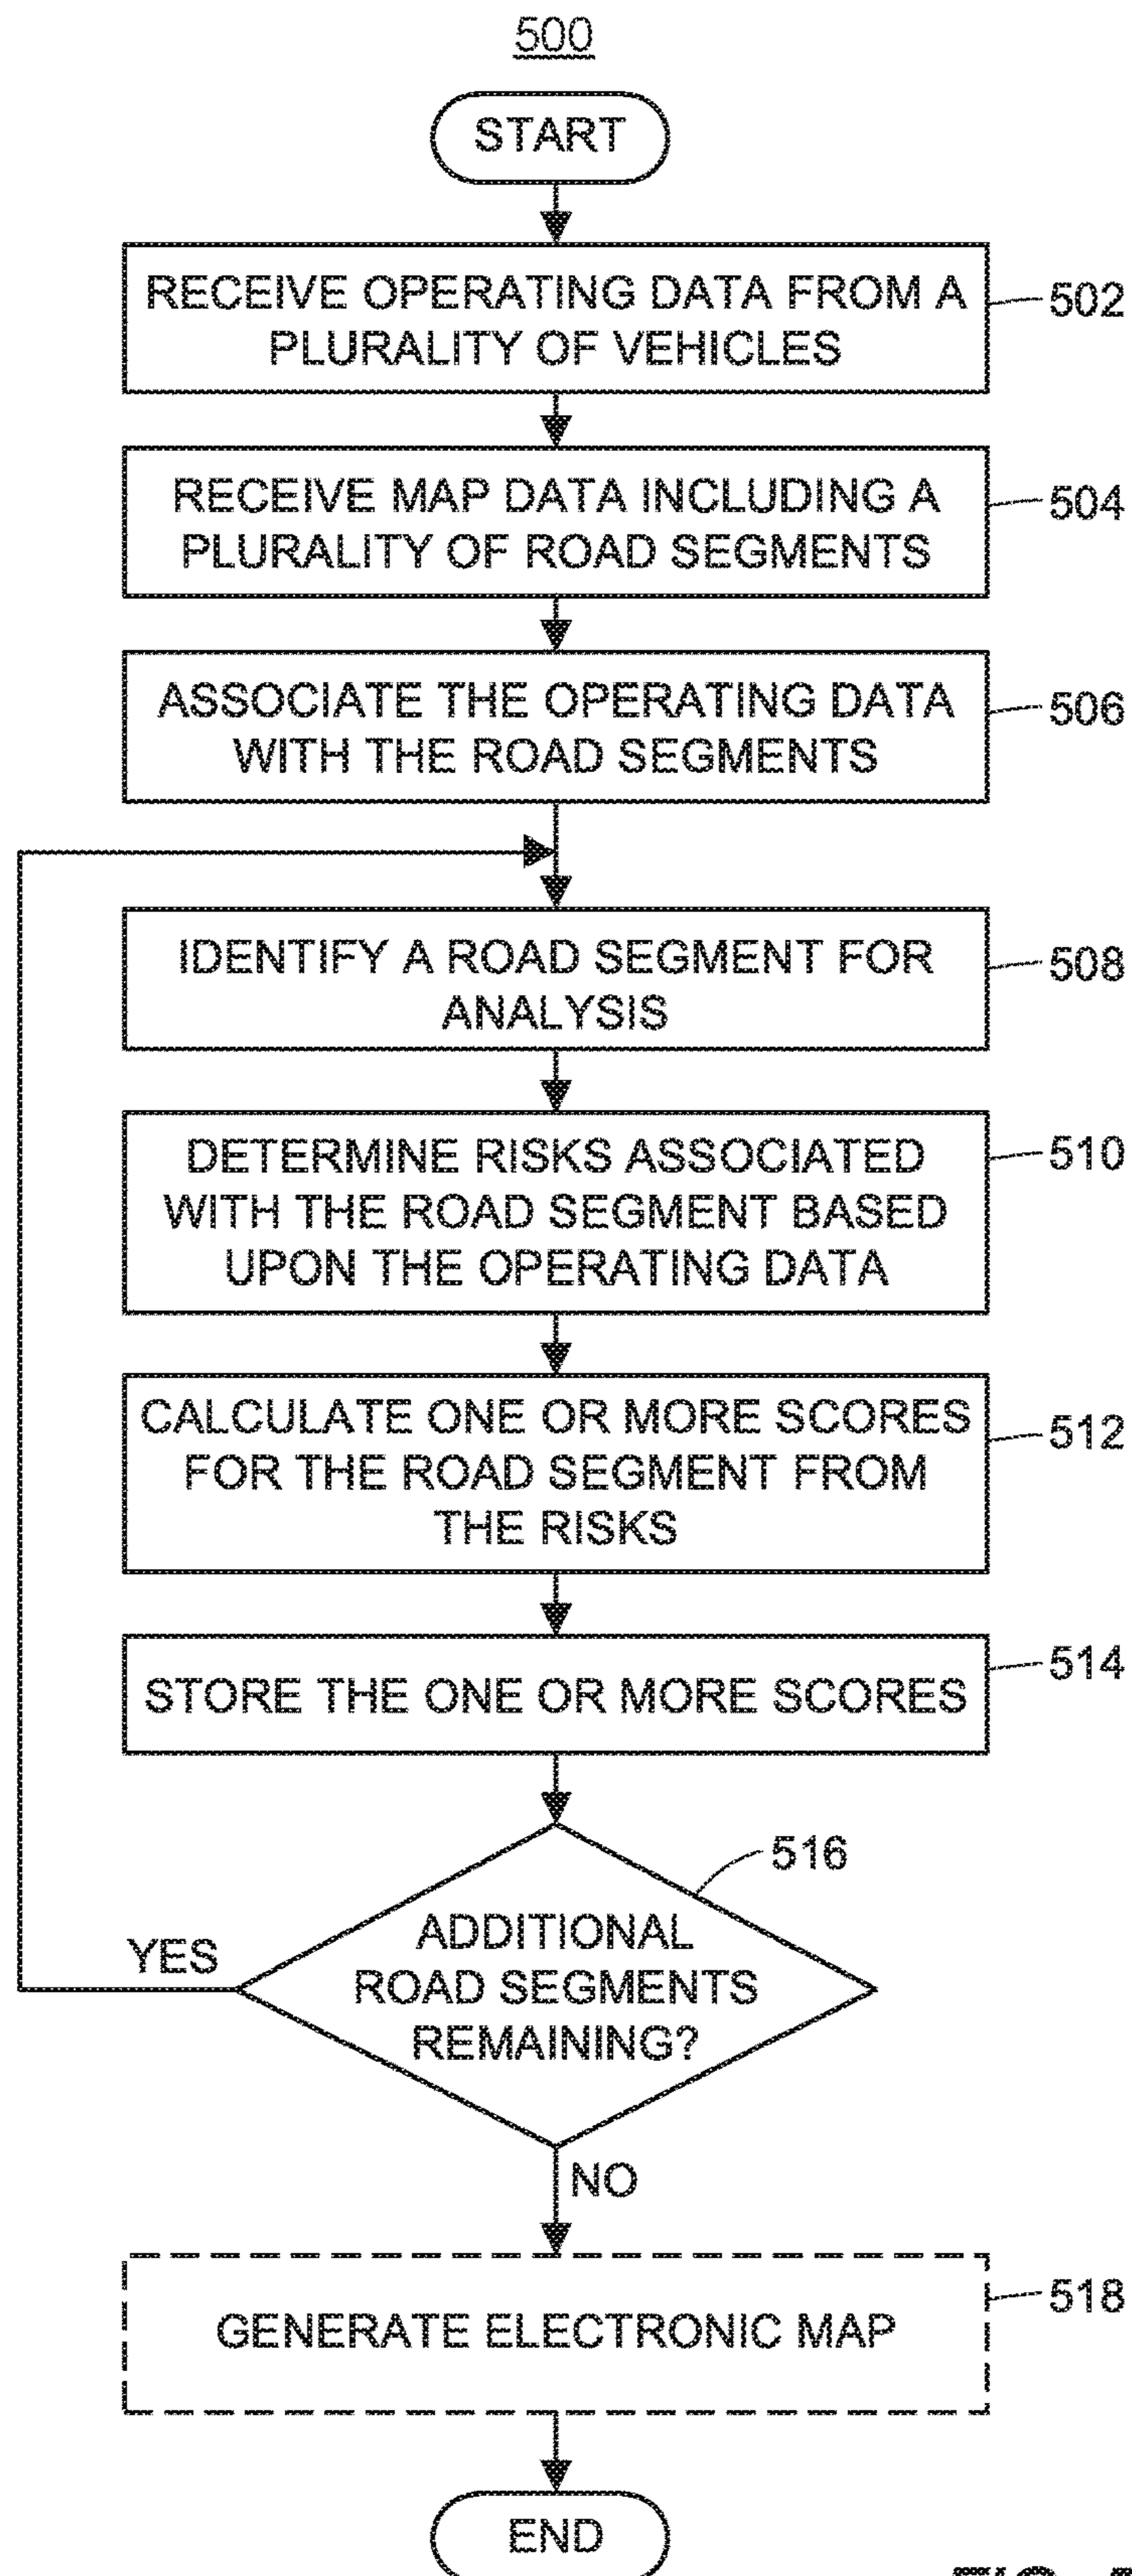 500
START
RECEIVE OPERATING DATA FROM A
PLURALITY OF VEHICLES
502
RECEIVE MAP DATA INCLUDING A
PLURALITY OF ROAD SEGMENTS
504
ASSOCIATE THE OPERATING DATA
WITH THE ROAD SEGMENTS
506
IDENTIFY A ROAD SEGMENT FOR
ANALYSIS
508
DETERMINE RISKS ASSOCIATED
WITH THE ROAD SEGMENT BASED
UPON THE OPERATING DATA
510
CALCULATE ONE OR MORE SCORES
FOR THE ROAD SEGMENT FROM
THE RISKS
512
STORE THE ONE OR MORE SCORES
514
516
ADDITIONAL
ROAD SEGMENTS
REMAINING?
YES
NO
GENERATE ELECTRONIC MAP
518
END